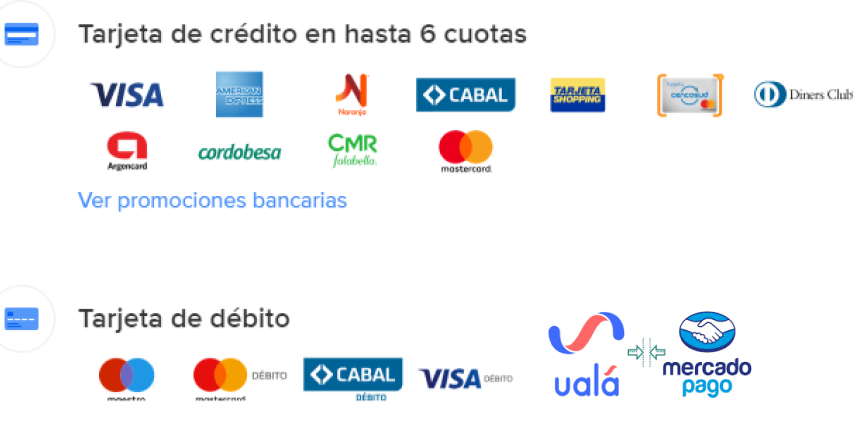 Tarjeta de crédito en hasta 6 cuotas
VISA
AMERICAN EXPRESS
Naranja
CABAL
TARJETA SHOPPING
Tarjeta cencosud
Diners Club
Argencard
cordobesa
CMR falabella.
mastercard.
Ver promociones bancarias
Tarjeta de débito
maestro
mastercard DÉBITO
CABAL DÉBITO
VISA DÉBITO
ualá
mercado pago